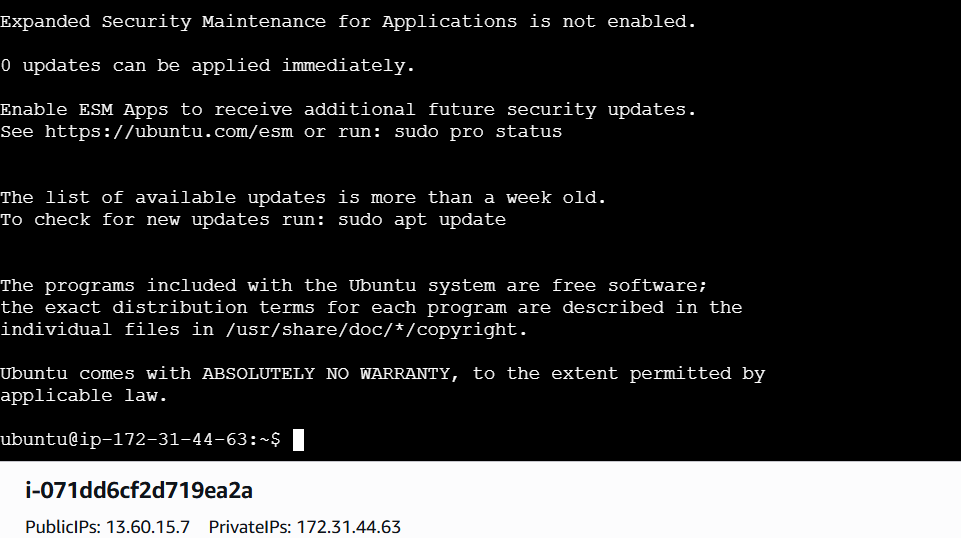 Expanded Security Maintenance for Applications is not enabled.
0 updates can be applied immediately.
Enable ESM Apps to receive additional future security updates.
See https://ubuntu.com/esm or run: sudo pro status
The list of available updates is more than a week old.
To check for new updates run: sudo apt update
The programs included with the Ubuntu system are free software;
the exact distribution terms for each program are described in the
individual files in /usr/share/doc/*/copyright.
Ubuntu comes with ABSOLUTELY NO WARRANTY, to the extent permitted by
applicable law.
ubuntu@ip-172-31-44-63:~$
i-071dd6cf2d719ea2a
PublicIPs: 13.60.15.7 PrivateIPs: 172.31.44.63